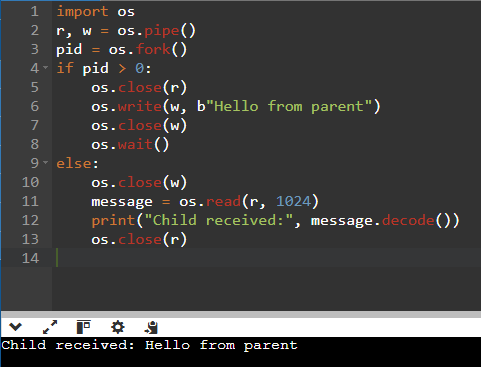 1 import os
2 r, w = os.pipe()
3 pid = os.fork()
4 if pid > 0:
5     os.close(r)
6     os.write(w, b"Hello from parent")
7     os.close(w)
8     os.wait()
9 else:
10     os.close(w)
11     message = os.read(r, 1024)
12     print("Child received:", message.decode())
13     os.close(r)
14
Child received: Hello from parent